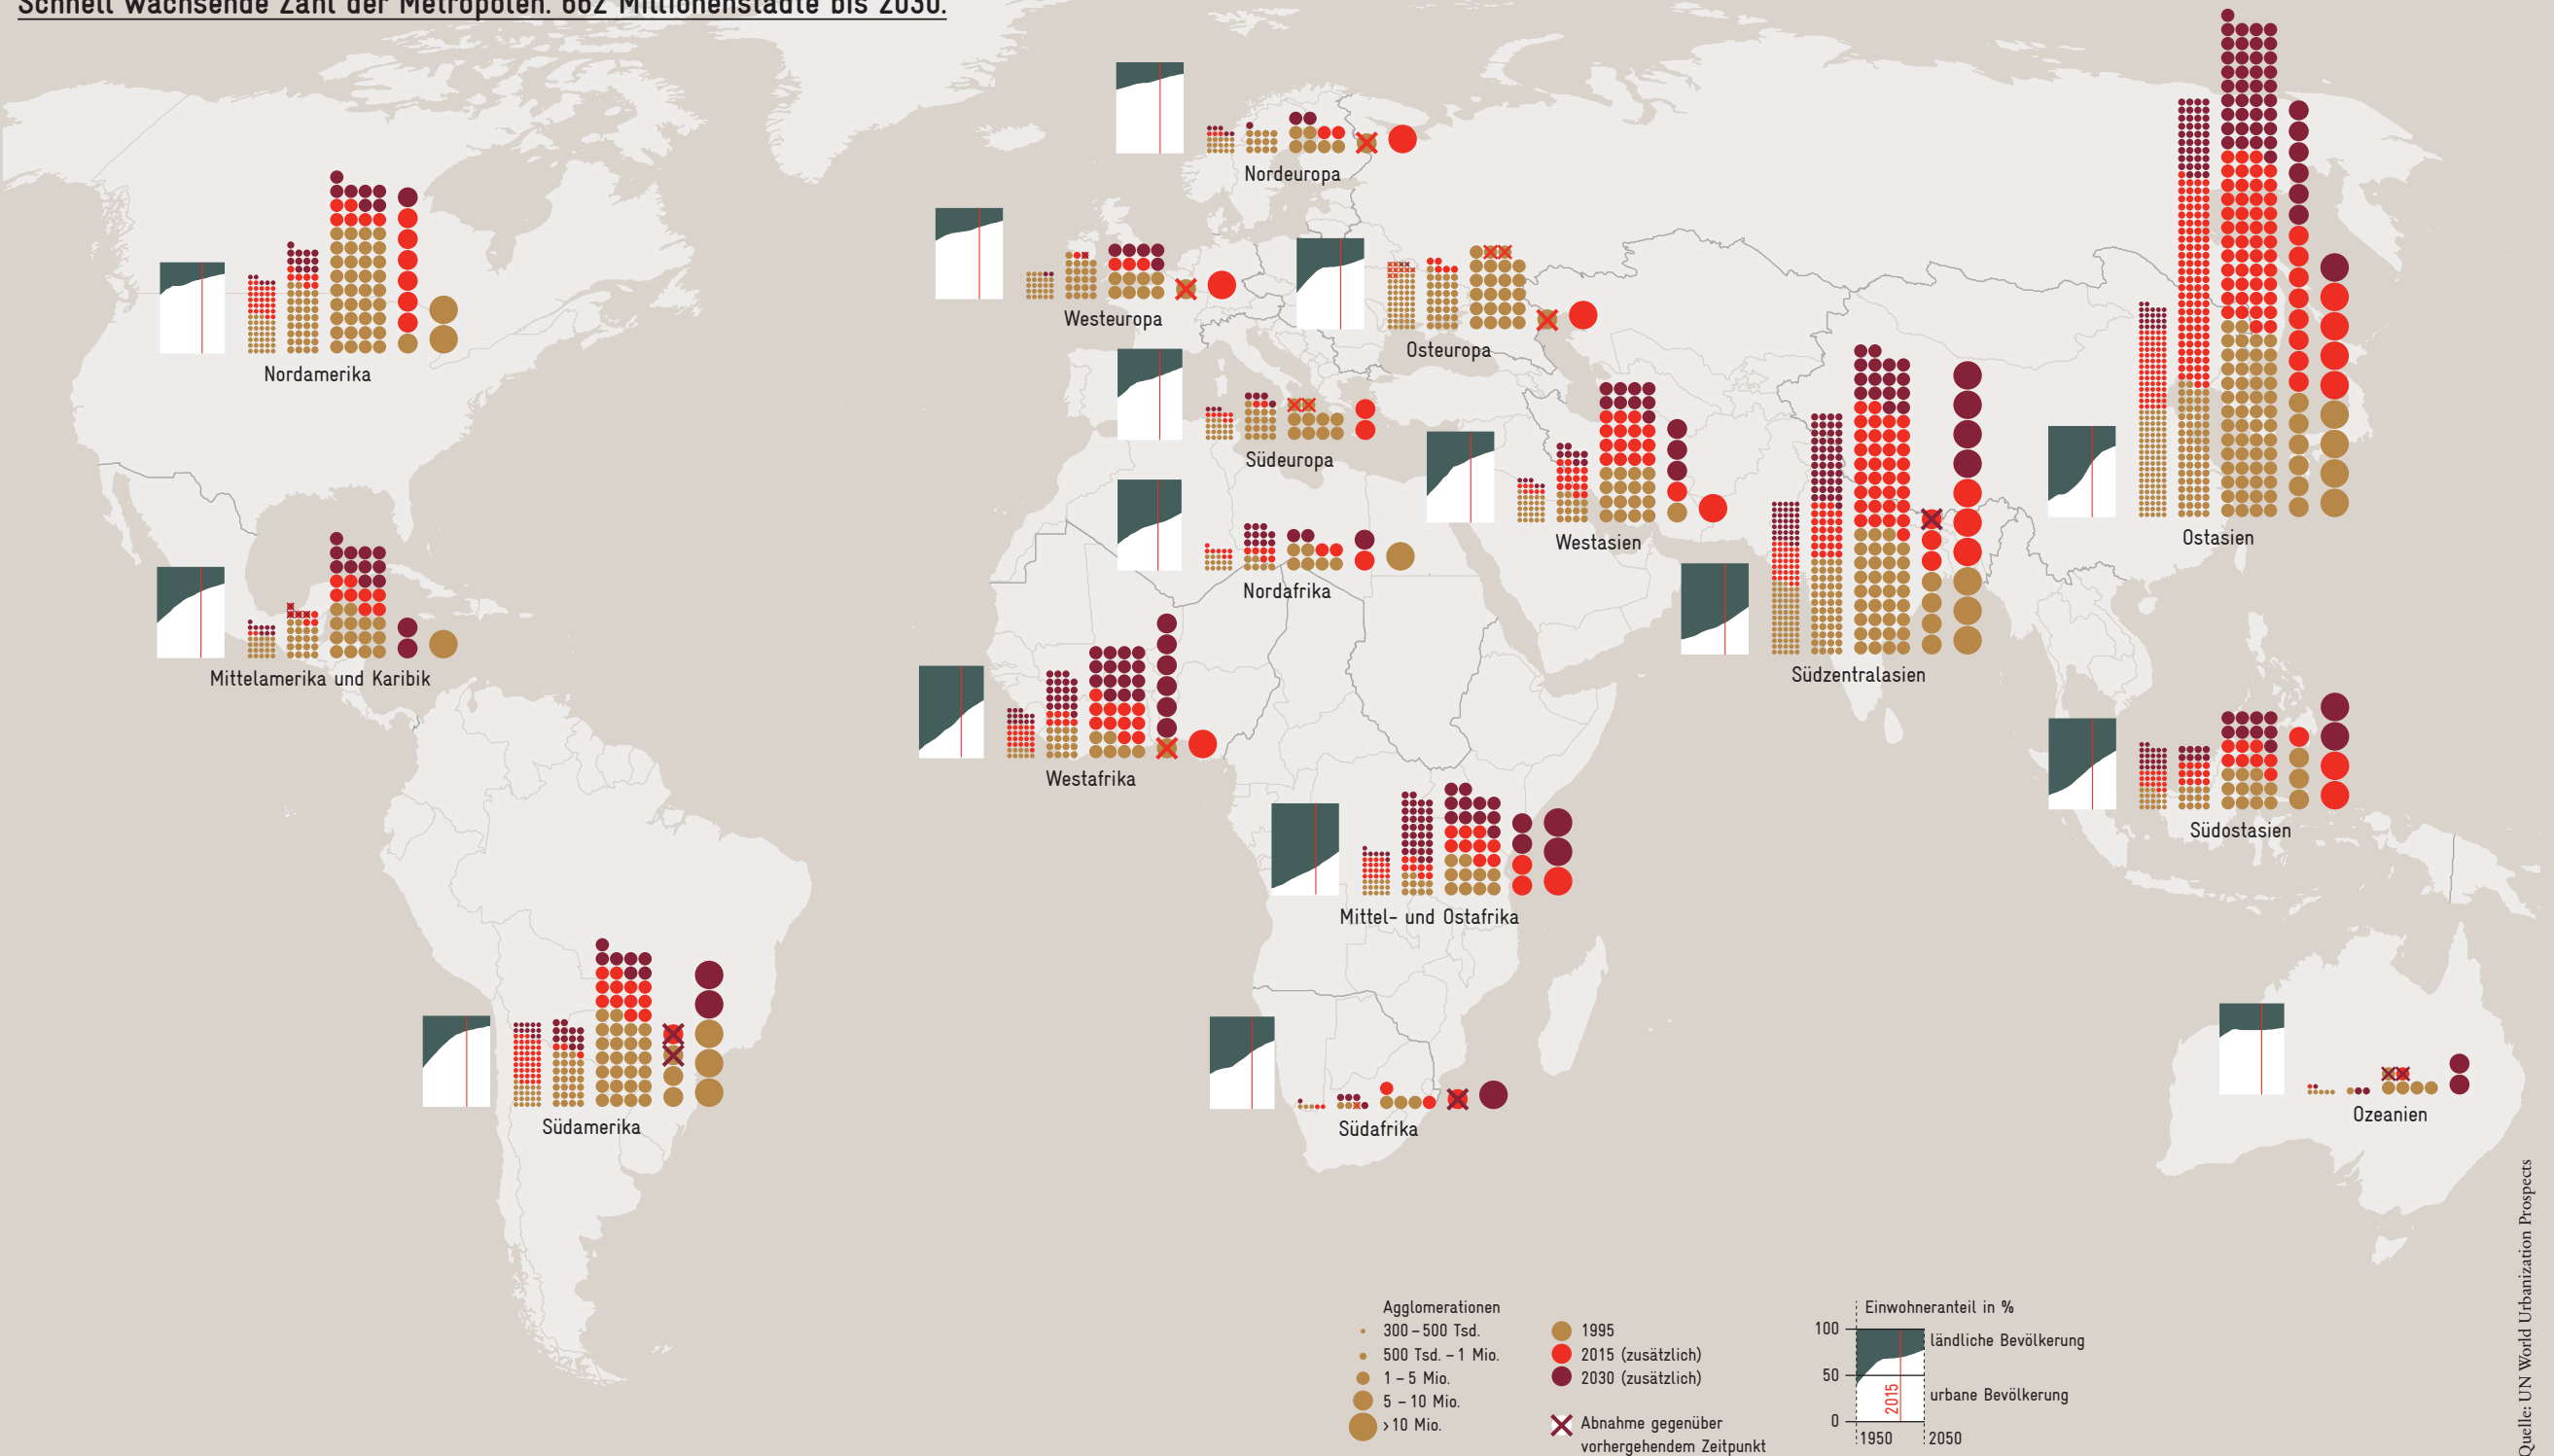 Schnell wachsende Zahl der Metropolen. 662 Millionenstädte bis 2030.
Nordeuropa
Westeuropa
Osteuropa
Nordamerika
Südeuropa
Westasien
Ostasien
Nordafrika
Südzentralasien
Mittelamerika und Karibik
Westafrika
Südostasien
Mittel- und Ostafrika
Südamerika
Südafrika
Ozeanien
Agglomerationen
300 – 500 Tsd.
500 Tsd. – 1 Mio.
1 – 5 Mio.
5 – 10 Mio.
>10 Mio.
1995
2015 (zusätzlich)
2030 (zusätzlich)
Abnahme gegenüber
vorhergehendem Zeitpunkt
Einwohneranteil in %
100
ländliche Bevölkerung
50
2015
urbane Bevölkerung
0
1950
2050
Quelle: UN World Urbanization Prospects